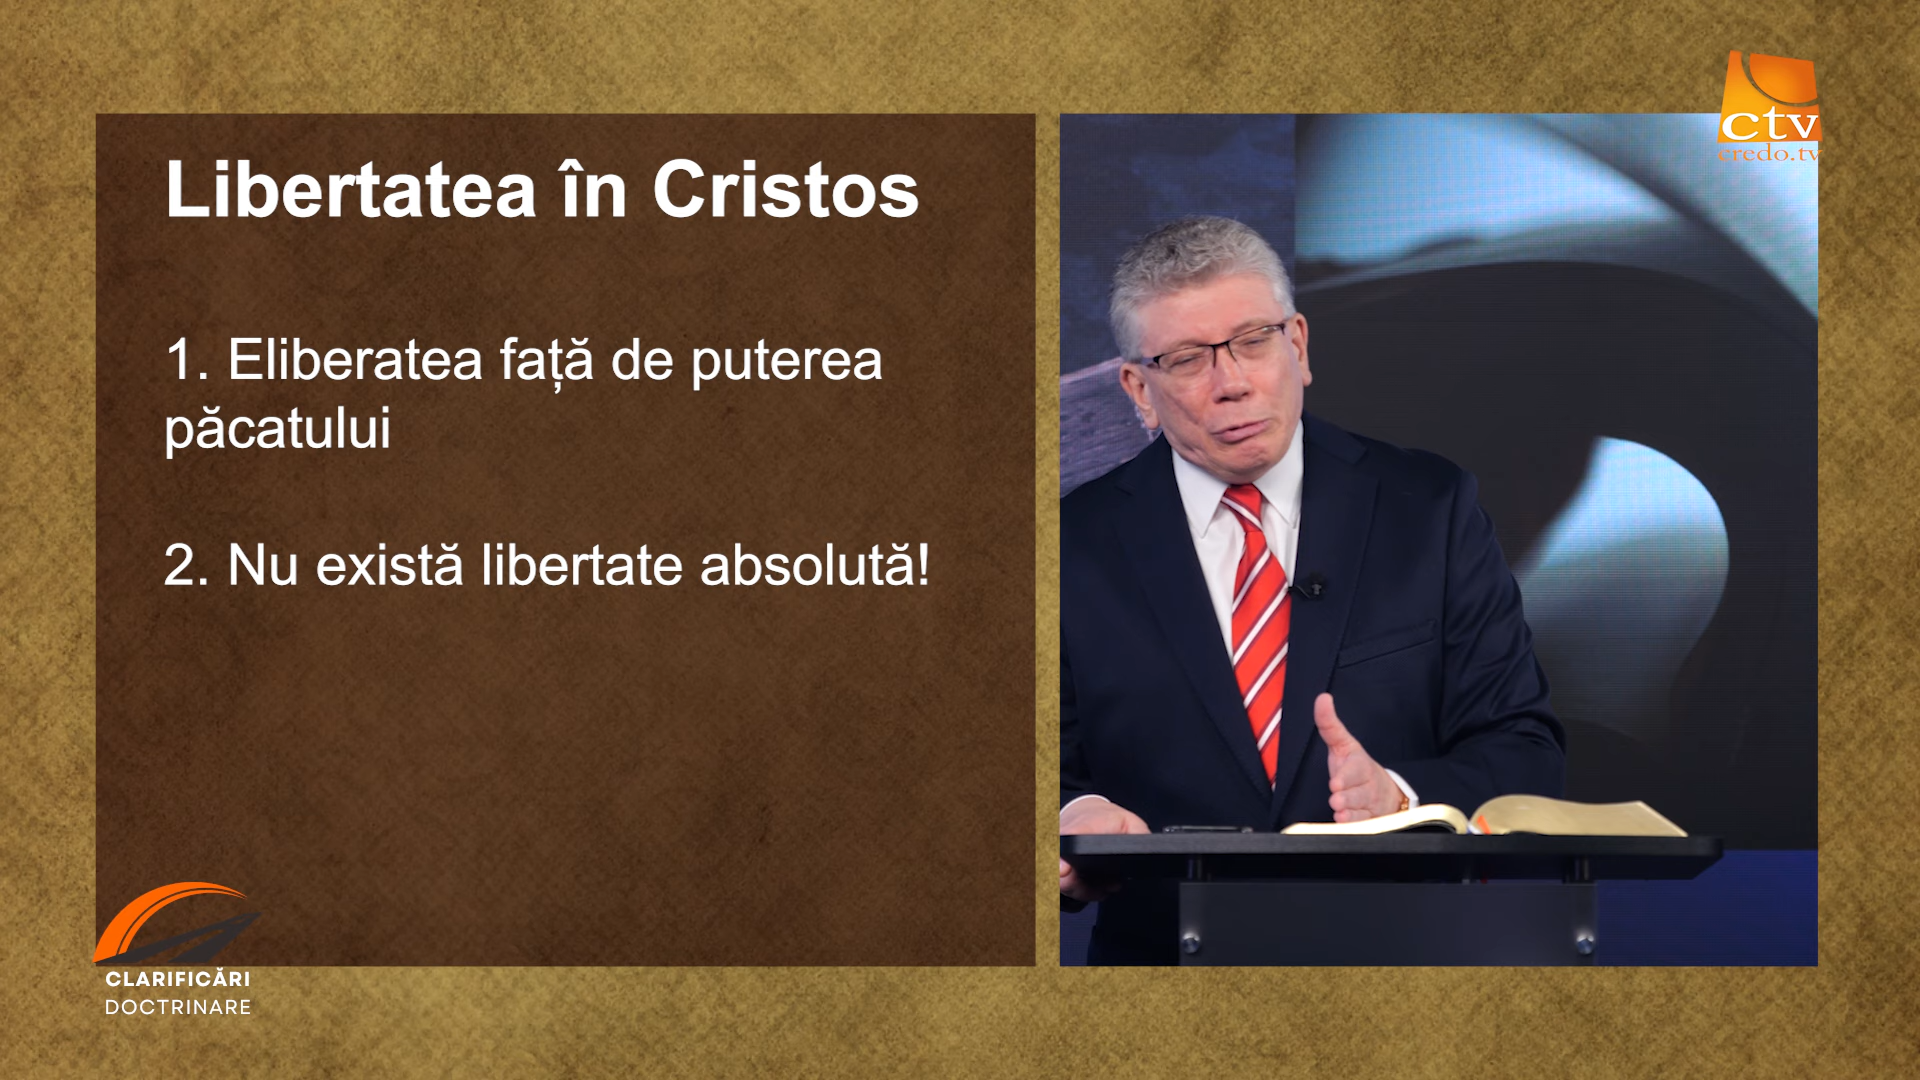 Libertatea în Cristos
1. Eliberatea față de puterea
păcatului
2. Nu există libertate absolută!
ctv
credo.tv
CLARIFICĂRI
DOCTRINARE